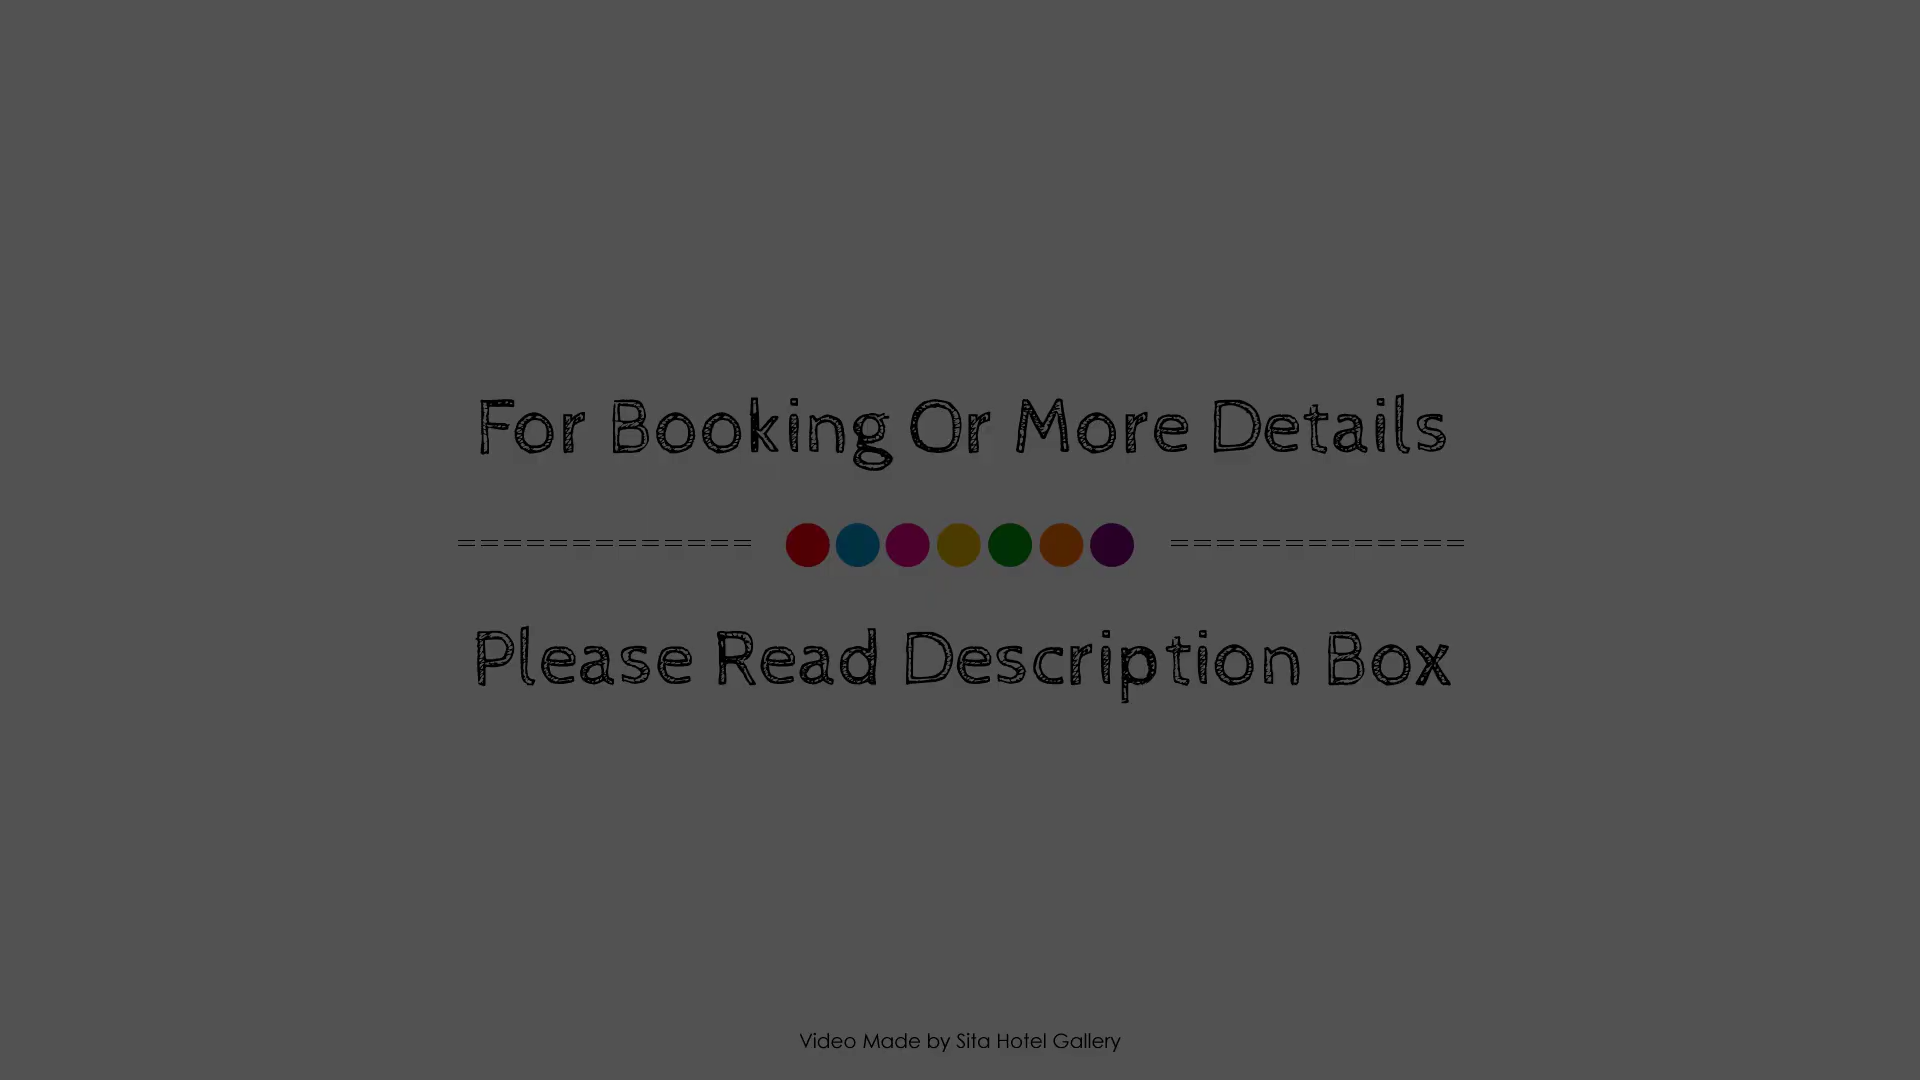 For Booking Or More Details
============= =============
Please Read Description Box
Video Made by Sita Hotel Gallery